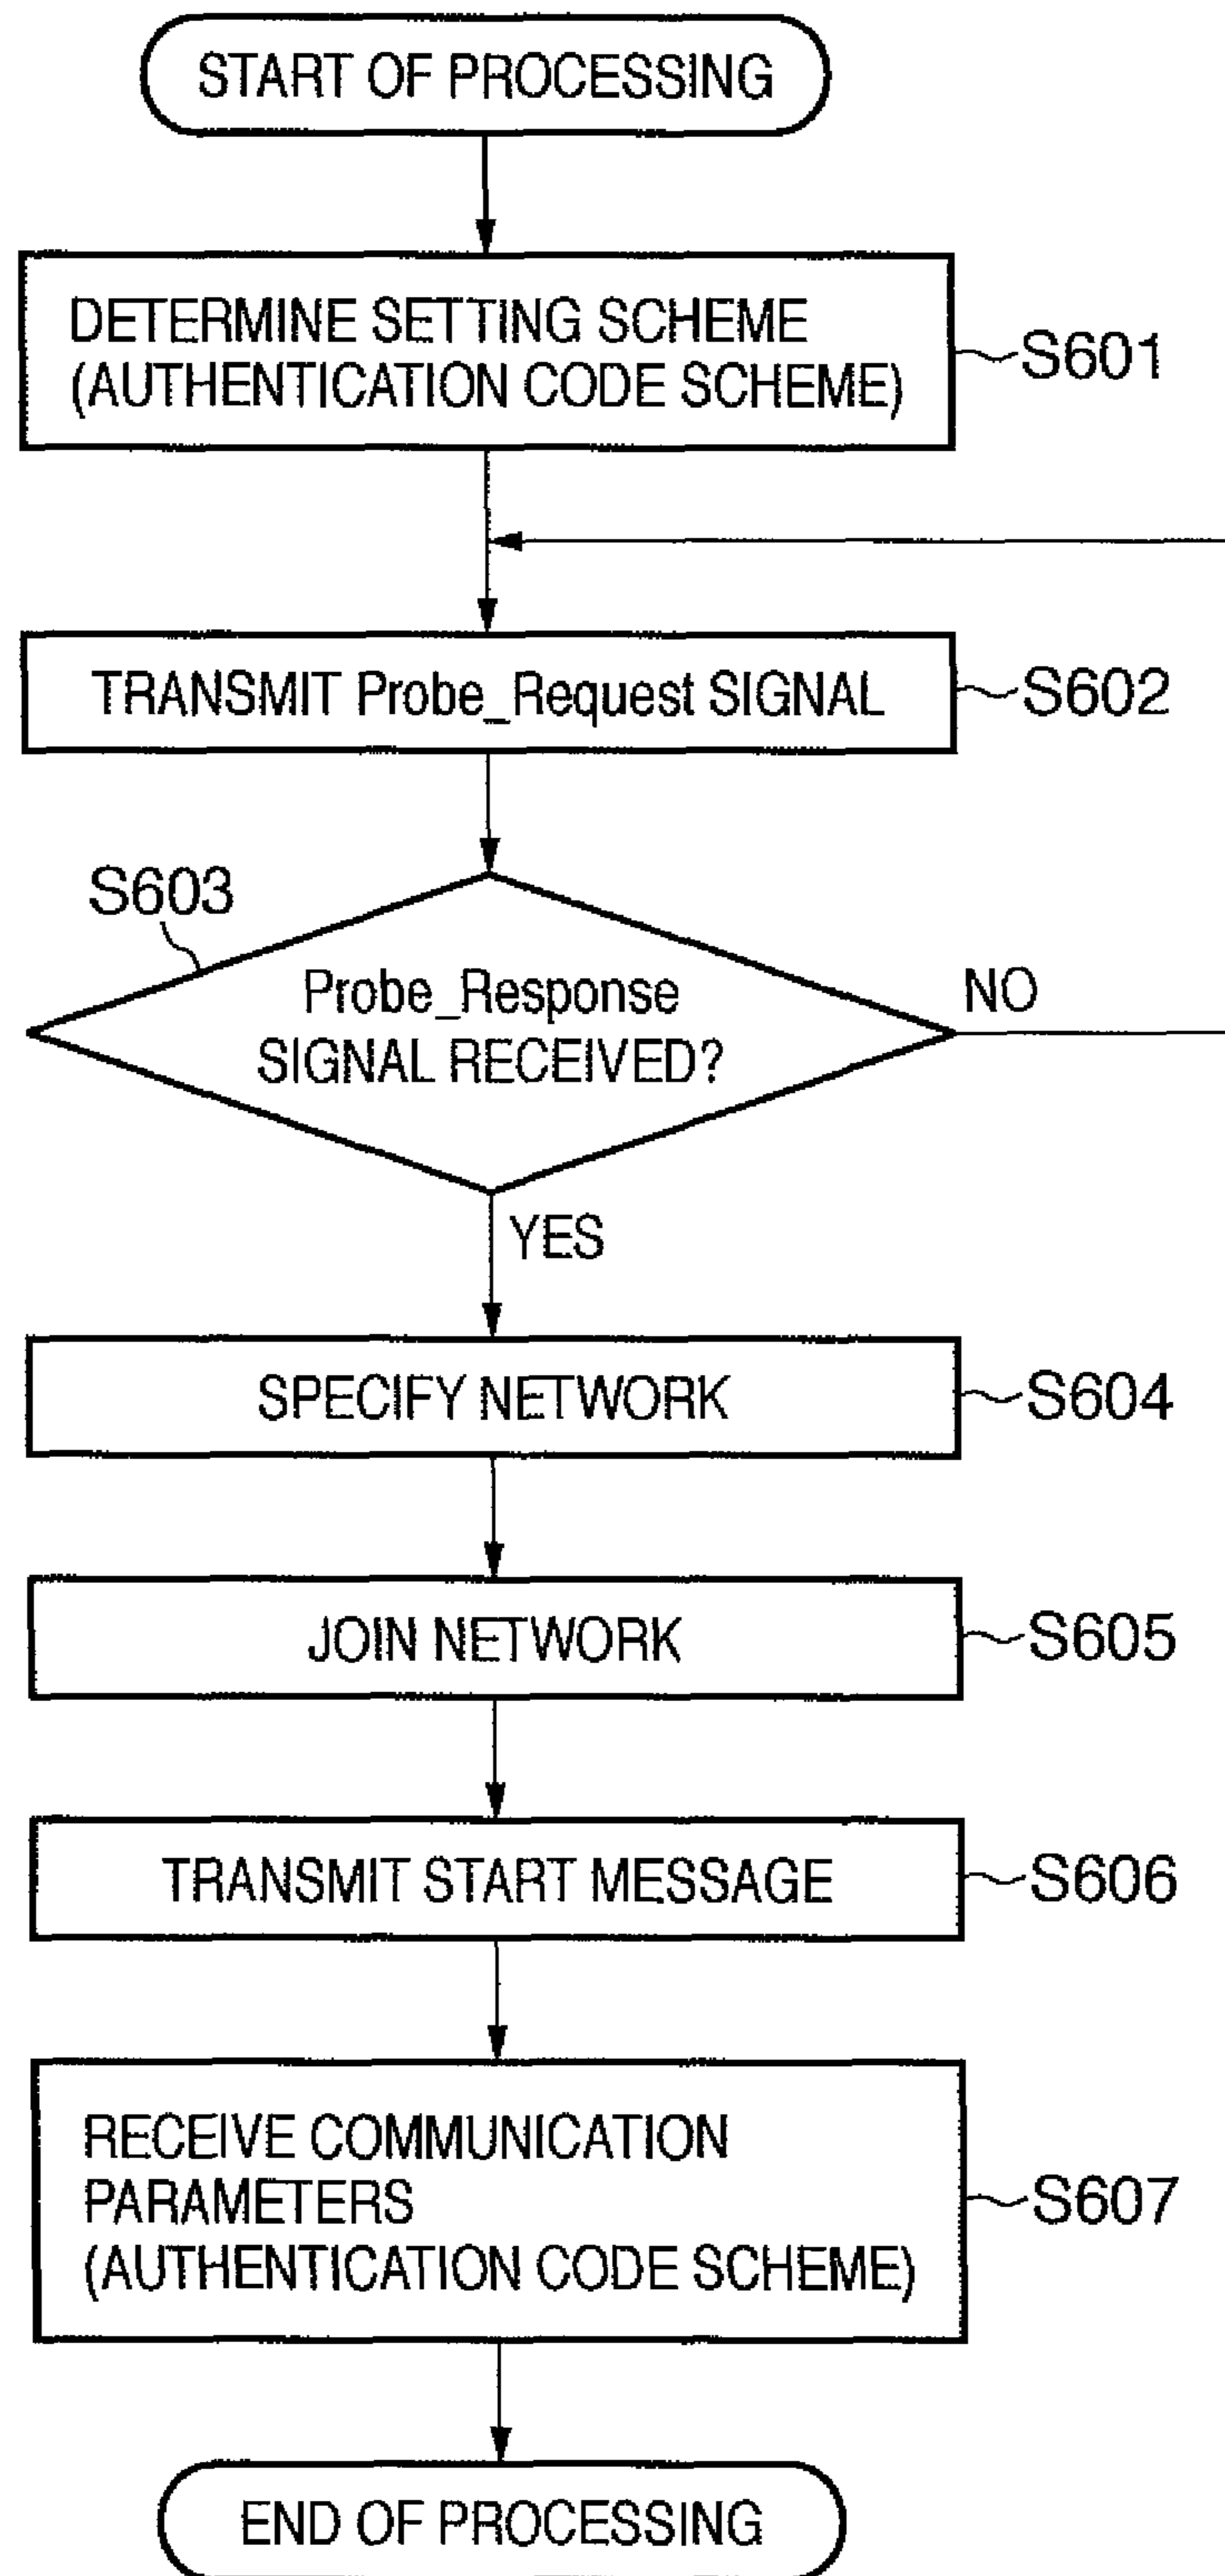 START OF PROCESSING
DETERMINE SETTING SCHEME
(AUTHENTICATION CODE SCHEME)
S601
TRANSMIT Probe_Request SIGNAL
S602
S603
Probe_Response
SIGNAL RECEIVED?
NO
YES
SPECIFY NETWORK
S604
JOIN NETWORK
S605
TRANSMIT START MESSAGE
S606
RECEIVE COMMUNICATION
PARAMETERS
(AUTHENTICATION CODE SCHEME)
S607
END OF PROCESSING